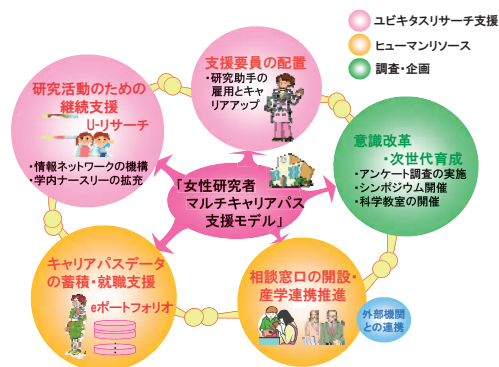 ユビキタスリサーチ支援
ヒューマンリソース
調査・企画
支援要員の配置
・研究助手の
雇用とキャ
リアアップ
研究活動のための
継続支援
U-Uリサーチ
・情報ネットワークの機構
・学内ナースリーの拡充
意識改革
・次世代育成
・アンケート調査の実施
・シンポジウム開催
・科学教室の開催
「女性研究者
マルチキャリアパス
支援モデル」
キャリアパスデータ
の蓄積・就職支援
eポートフォリオ
相談窓口の開設・
産学連携推進
外部機関
との連携